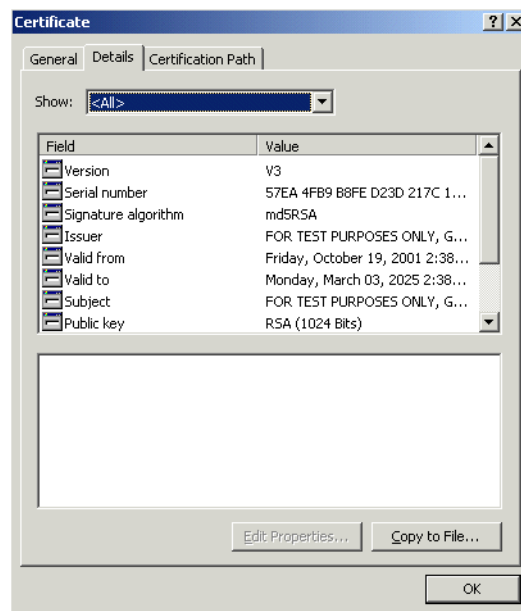 Certificate
General Details Certification Path
Show: <All>
Field Value
Version V3
Serial number 57EA 4FB9 B8FE D23D 217C 1...
Signature algorithm md5RSA
Issuer FOR TEST PURPOSES ONLY, G...
Valid from Friday, October 19, 2001 2:38...
Valid to Monday, March 03, 2025 2:38...
Subject FOR TEST PURPOSES ONLY, G...
Public key RSA (1024 Bits)
Edit Properties... Copy to File...
OK